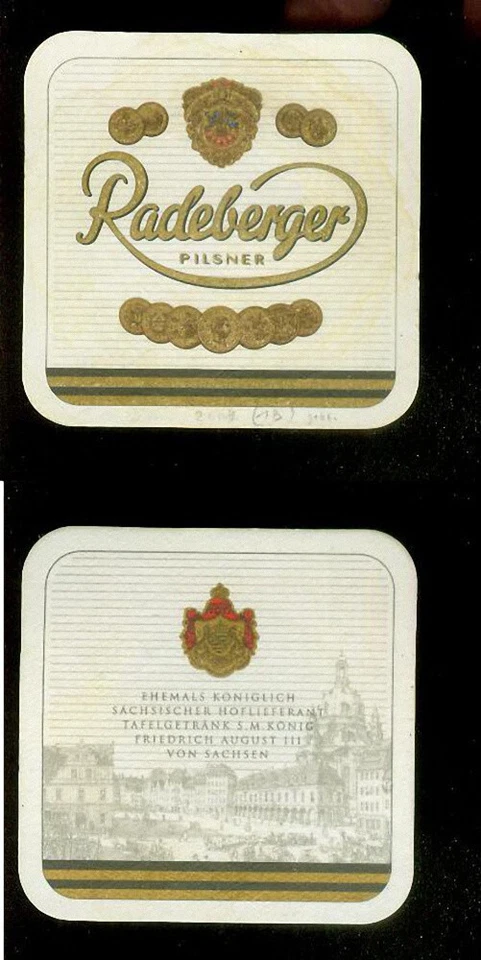 Radeberger
PILSNER
EHEMALS KÖNIGLICH
SÄCHSISCHER HOFLIEFERANT
TAFELGETRÄNK S.M. KÖNIG
FRIEDRICH AUGUST III
VON SACHSEN